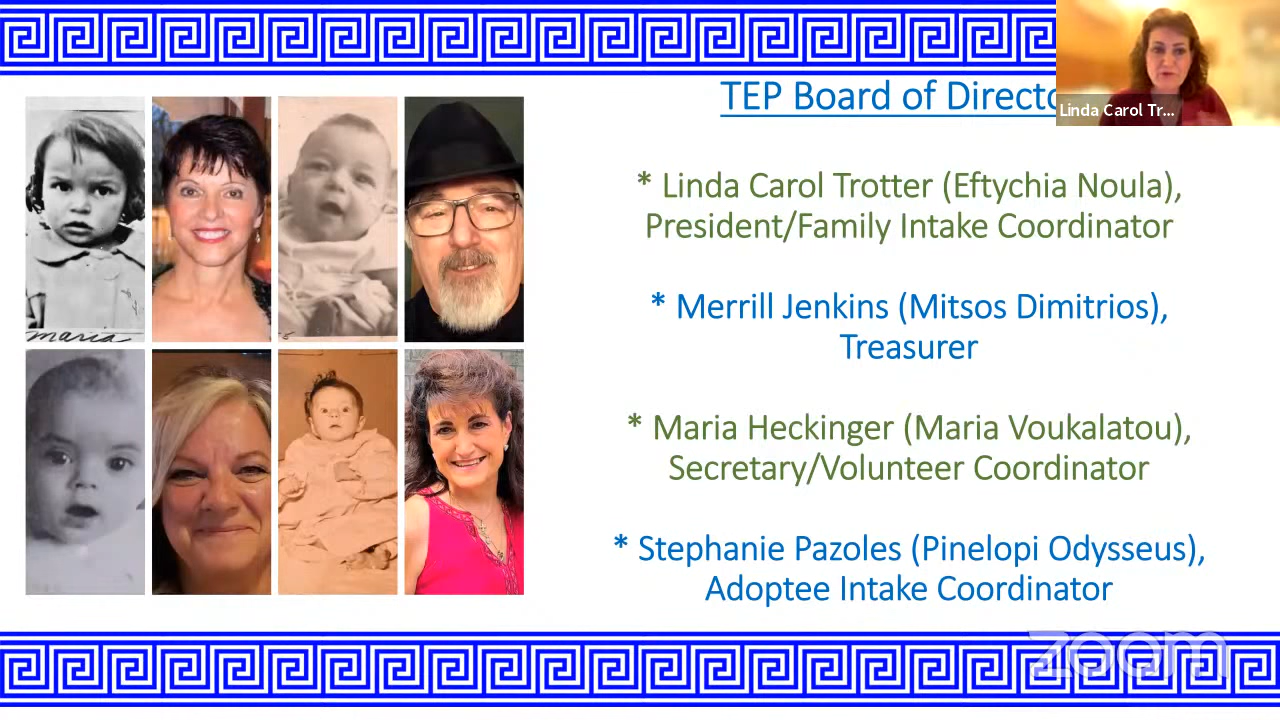 TEP Board of Directo
Linda Carol Tr...
* Linda Carol Trotter (Eftychia Noula),
President/Family Intake Coordinator
* Merrill Jenkins (Mitsos Dimitrios),
Treasurer
* Maria Heckinger (Maria Voukalatou),
Secretary/Volunteer Coordinator
* Stephanie Pazoles (Pinelopi Odysseus),
Adoptee Intake Coordinator
maria
zoom